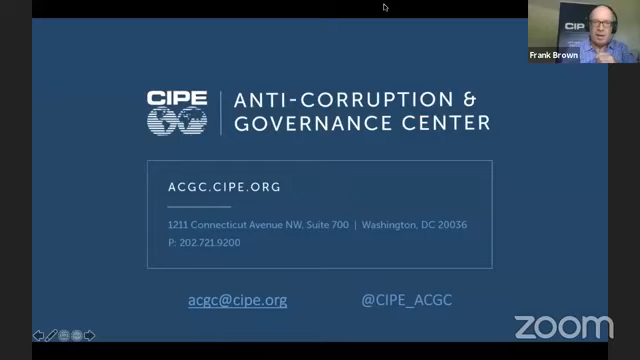 CIPE
ANTI-CORRUPTION &
GOVERNANCE CENTER
ACGC.CIPE.ORG
1211 Connecticut Avenue NW, Suite 700 | Washington, DC 20036
P: 202.721.9200
acgc@cipe.org
@CIPE_ACGC
CIP
Frank Brown
zoom